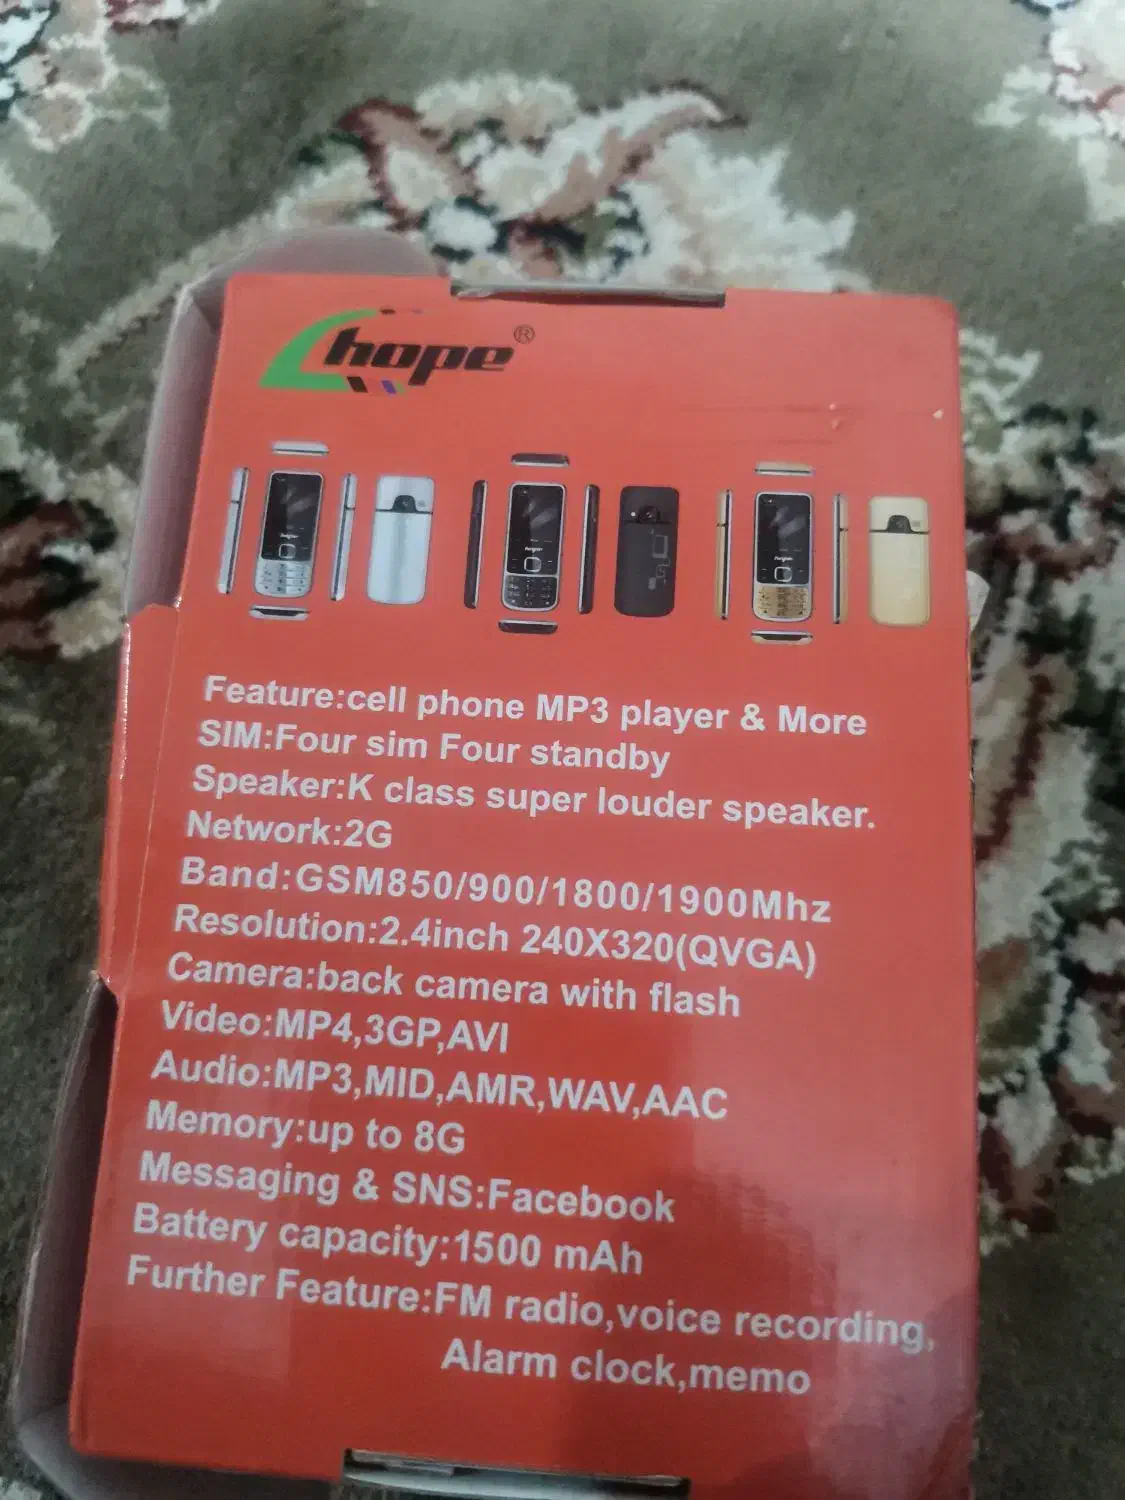 hope®
Feature:cell phone MP3 player & More
SIM:Four sim Four standby
Speaker:K class super louder speaker.
Network:2G
Band:GSM850/900/1800/1900Mhz
Resolution:2.4inch 240X320(QVGA)
Camera:back camera with flash
Video:MP4,3GP,AVI
Audio:MP3,MID,AMR,WAV,AAC
Memory:up to 8G
Messaging & SNS:Facebook
Battery capacity:1500 mAh
Further Feature:FM radio,voice recording,
Alarm clock,memo